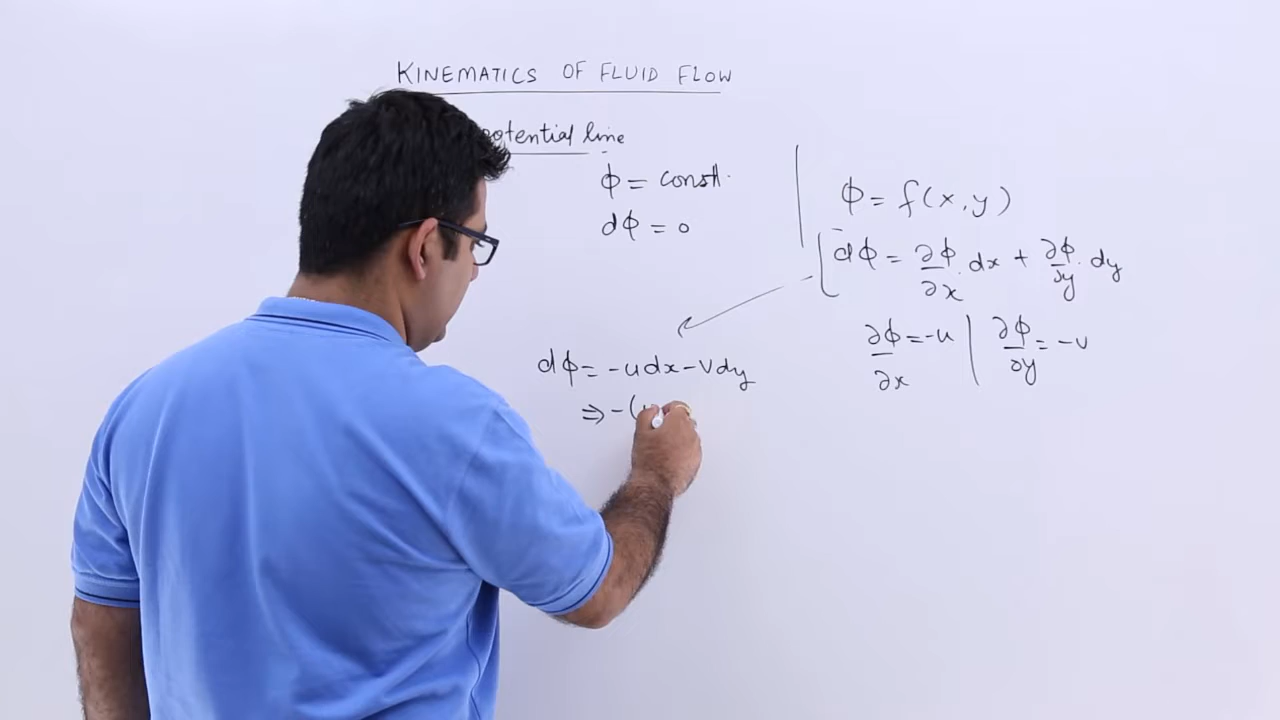 KINEMATICS OF FLUID FLOW
potential line
ϕ = const.
dϕ = 0
ϕ = f(x,y)
dϕ = ∂ϕ/∂x · dx + ∂ϕ/∂y · dy
∂ϕ/∂x = -u | ∂ϕ/∂y = -v
dϕ = -udx - vdy
⇒ -(